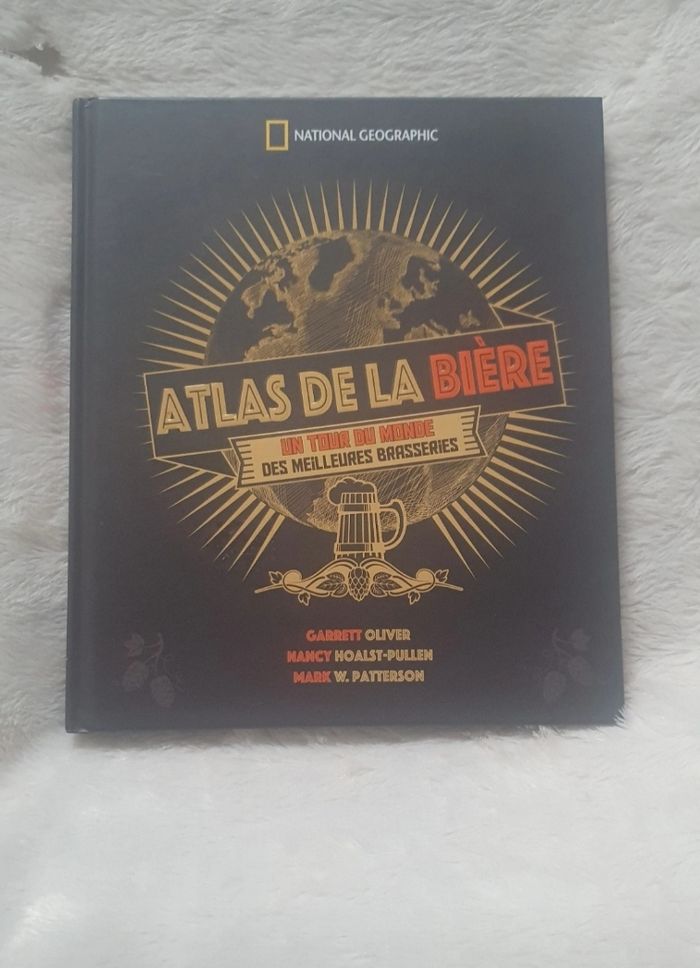 NATIONAL GEOGRAPHIC
ATLAS DE LA BIÈRE
UN TOUR DU MONDE
DES MEILLEURES BRASSERIES
GARRETT OLIVER
NANCY HOALST-PULLEN
MARK W. PATTERSON